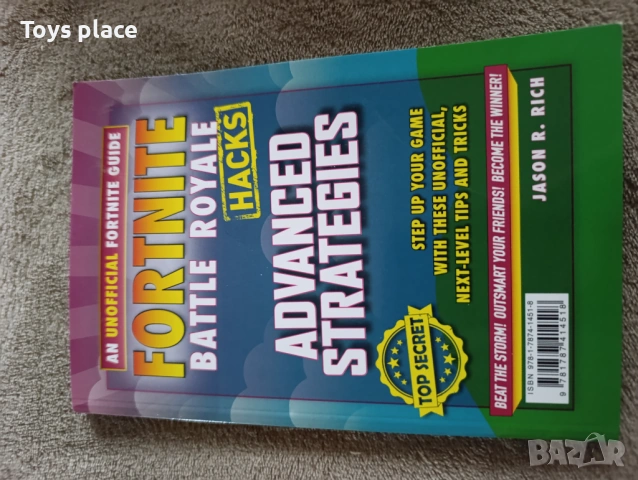 Toys place
AN UNOFFICIAL FORTNITE GUIDE
FORTNITE
BATTLE ROYALE
HACKS
ADVANCED
STRATEGIES
STEP UP YOUR GAME
WITH THESE UNOFFICIAL,
NEXT-LEVEL TIPS AND TRICKS
TOP SECRET
BEAT THE STORM! OUTSMART YOUR FRIENDS! BECOME THE WINNER!
ISBN 978-1-7874-1451-8
9 781787 414518
JASON R. RICH
BAZAR